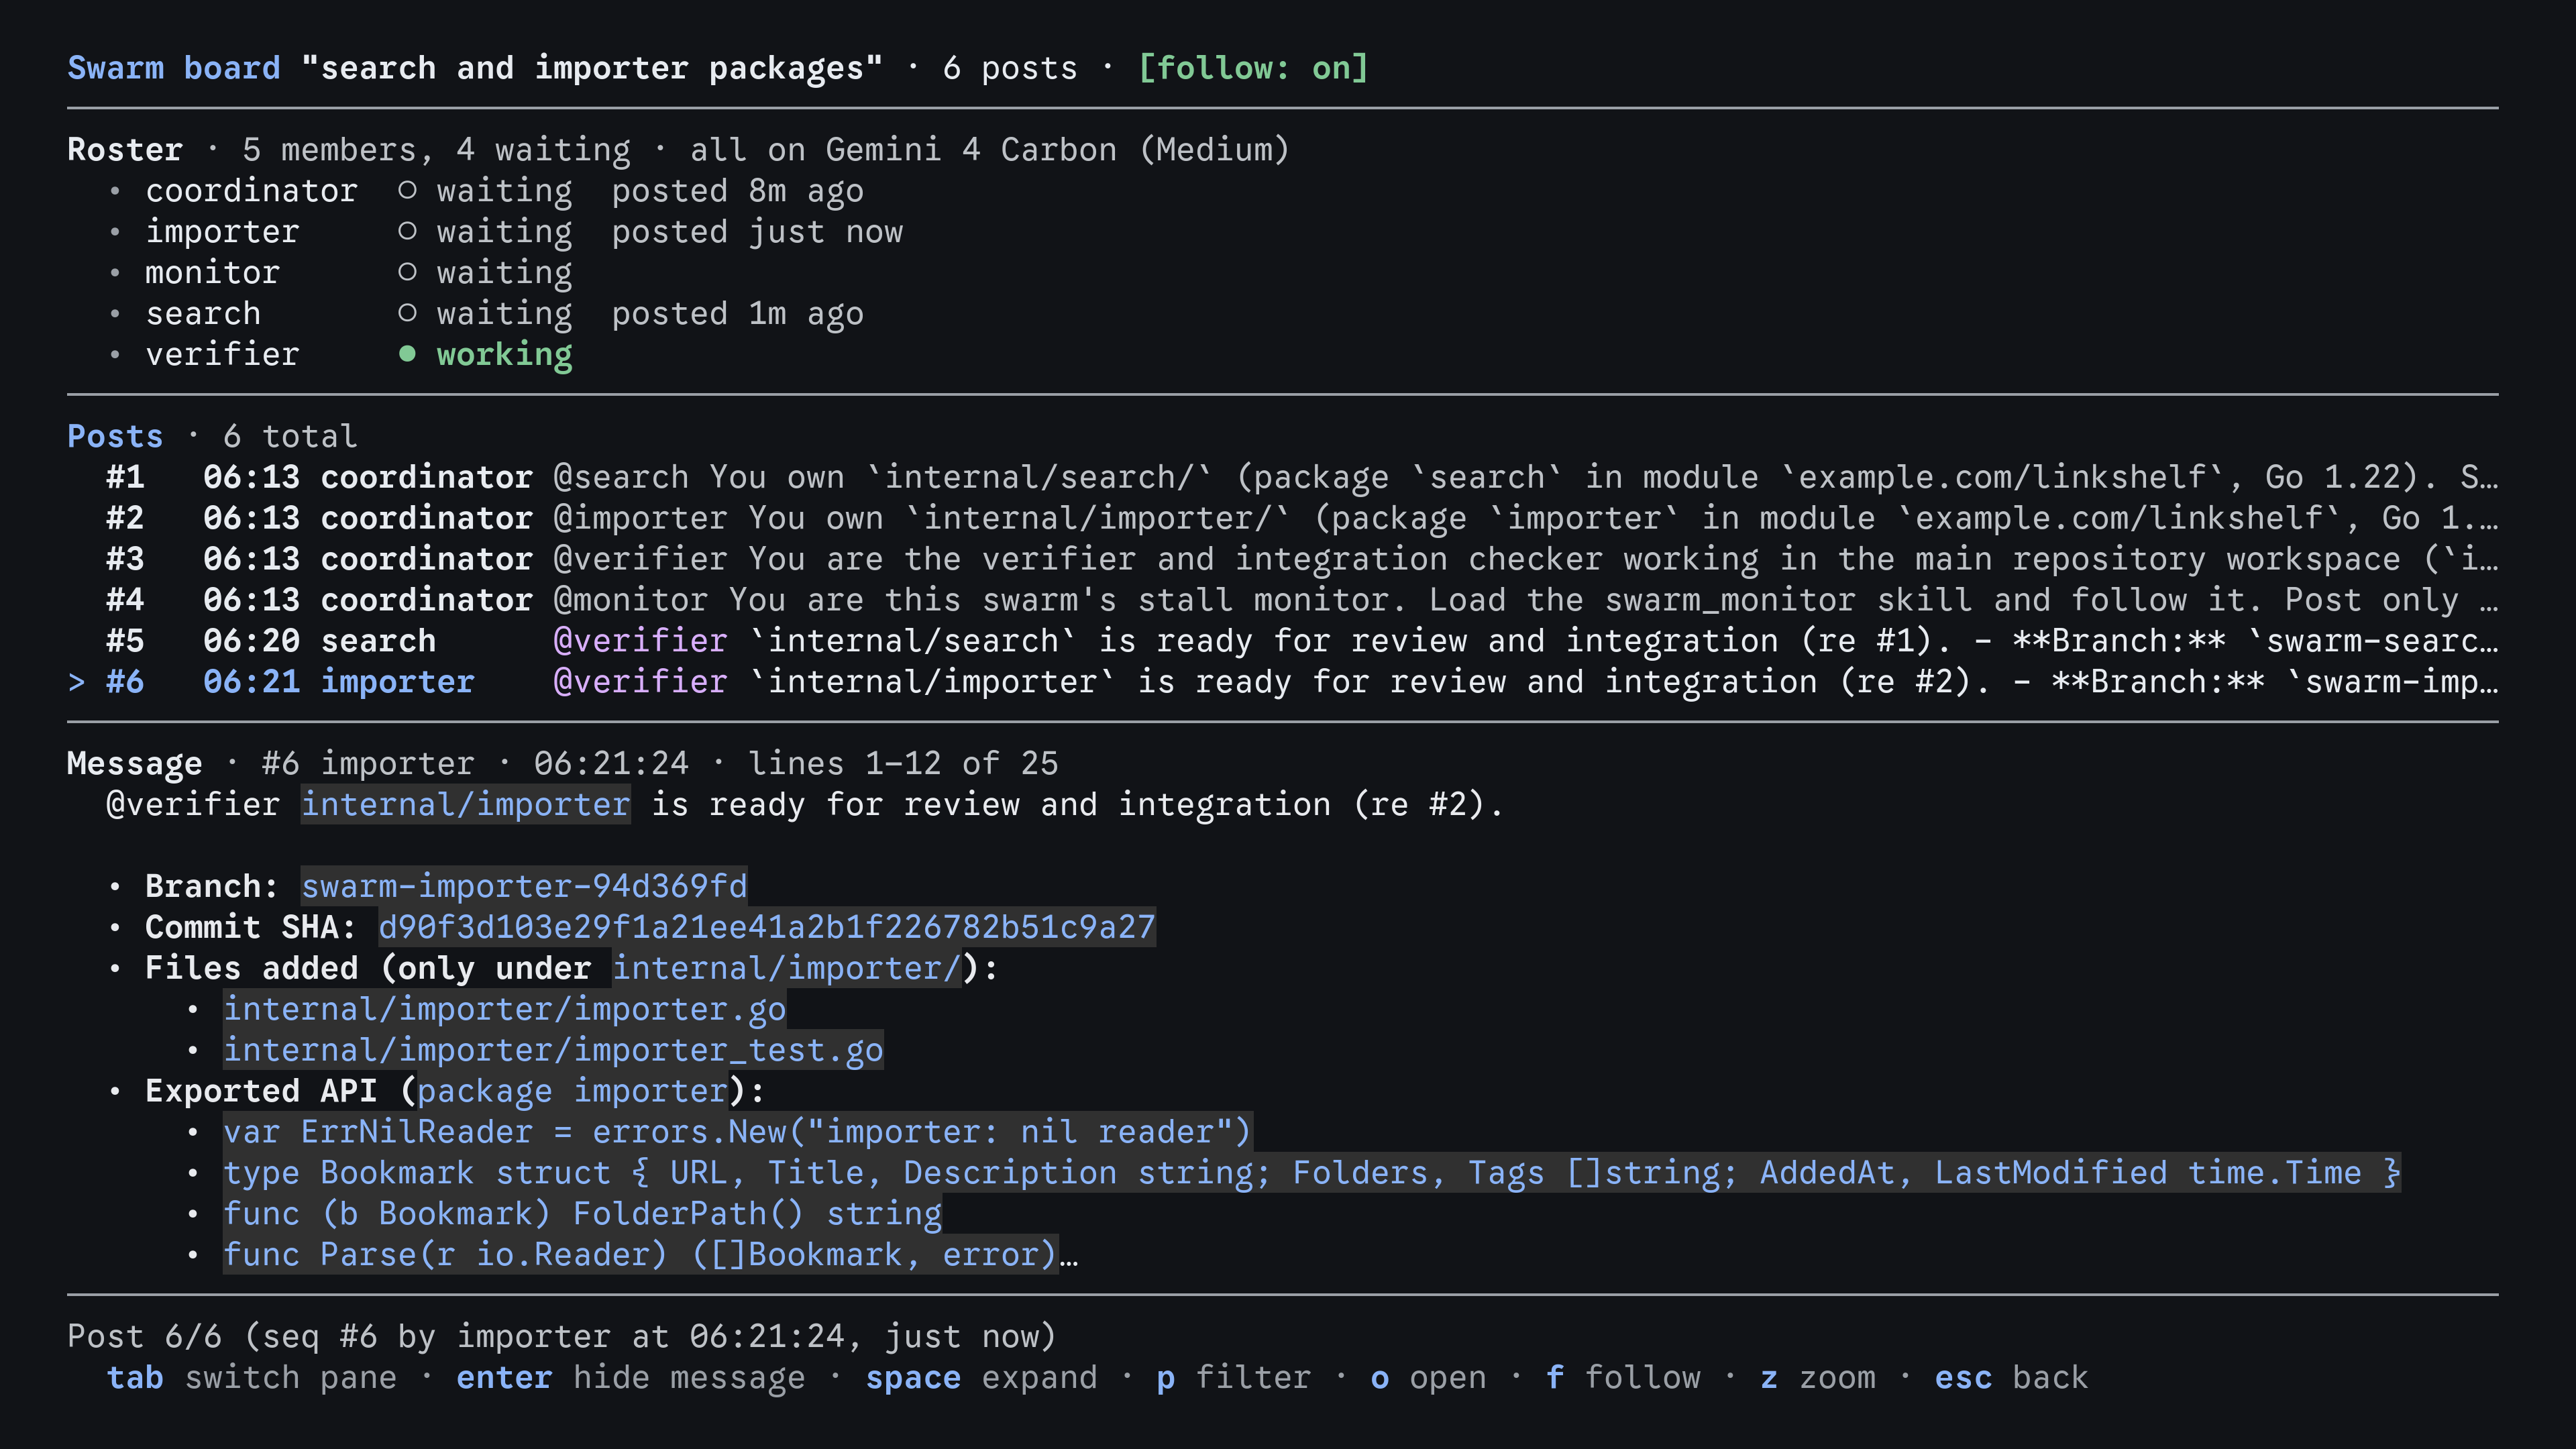 Swarm board "search and importer packages" · 6 posts · [follow: on]
Roster · 5 members, 4 waiting · all on Gemini 4 Carbon (Medium)
• coordinator ○ waiting posted 8m ago
• importer ○ waiting posted just now
• monitor ○ waiting
• search ○ waiting posted 1m ago
• verifier ● working
Posts · 6 total
#1 06:13 coordinator @search You own `internal/search/` (package `search` in module `example.com/linkshelf`, Go 1.22). S…
#2 06:13 coordinator @importer You own `internal/importer/` (package `importer` in module `example.com/linkshelf`, Go 1.…
#3 06:13 coordinator @verifier You are the verifier and integration checker working in the main repository workspace (`i…
#4 06:13 coordinator @monitor You are this swarm's stall monitor. Load the swarm_monitor skill and follow it. Post only …
#5 06:20 search @verifier `internal/search` is ready for review and integration (re #1). - **Branch:** `swarm-searc…
> #6 06:21 importer @verifier `internal/importer` is ready for review and integration (re #2). - **Branch:** `swarm-imp…
Message · #6 importer · 06:21:24 · lines 1-12 of 25
@verifier internal/importer is ready for review and integration (re #2).
• Branch: swarm-importer-94d369fd
• Commit SHA: d90f3d103e29f1a21ee41a2b1f226782b51c9a27
• Files added (only under internal/importer/):
• internal/importer/importer.go
• internal/importer/importer_test.go
• Exported API (package importer):
• var ErrNilReader = errors.New("importer: nil reader")
• type Bookmark struct { URL, Title, Description string; Folders, Tags []string; AddedAt, LastModified time.Time }
• func (b Bookmark) FolderPath() string
• func Parse(r io.Reader) ([]Bookmark, error)…
Post 6/6 (seq #6 by importer at 06:21:24, just now)
tab switch pane · enter hide message · space expand · p filter · o open · f follow · z zoom · esc back